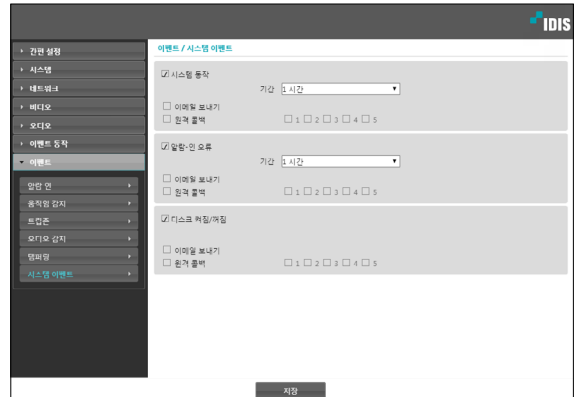 IDIS
간편 설정
시스템
네트워크
비디오
오디오
이벤트 동작
이벤트
알람 인
움직임 감지
트립존
오디오 감지
탬퍼링
시스템 이벤트
이벤트 / 시스템 이벤트
시스템 동작
기간 1 시간
이메일 보내기
원격 콜백 1 2 3 4 5
알람-인 오류
기간 1 시간
이메일 보내기
원격 콜백 1 2 3 4 5
디스크 켜짐/꺼짐
이메일 보내기
원격 콜백 1 2 3 4 5
저장